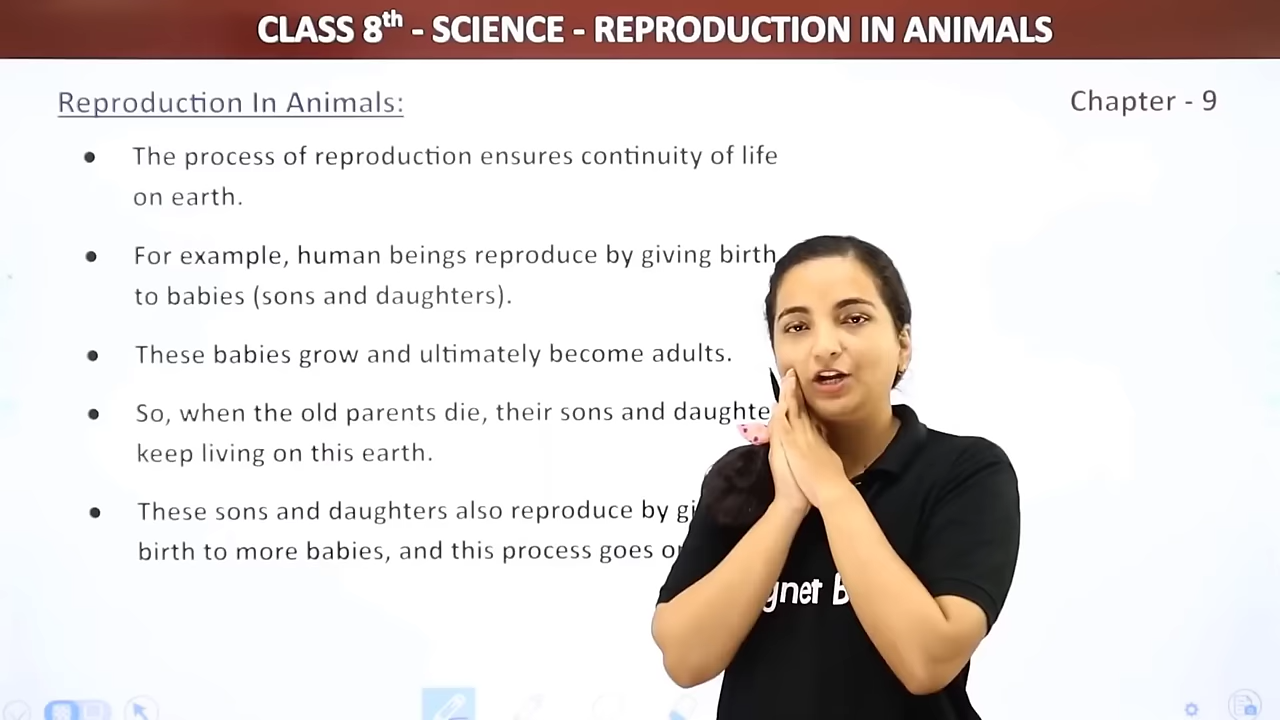 CLASS 8th - SCIENCE - REPRODUCTION IN ANIMALS
Reproduction In Animals:
Chapter - 9
The process of reproduction ensures continuity of life
on earth.
For example, human beings reproduce by giving birth
to babies (sons and daughters).
These babies grow and ultimately become adults.
So, when the old parents die, their sons and daughte
keep living on this earth.
These sons and daughters also reproduce by gi
birth to more babies, and this process goes o
gnet B